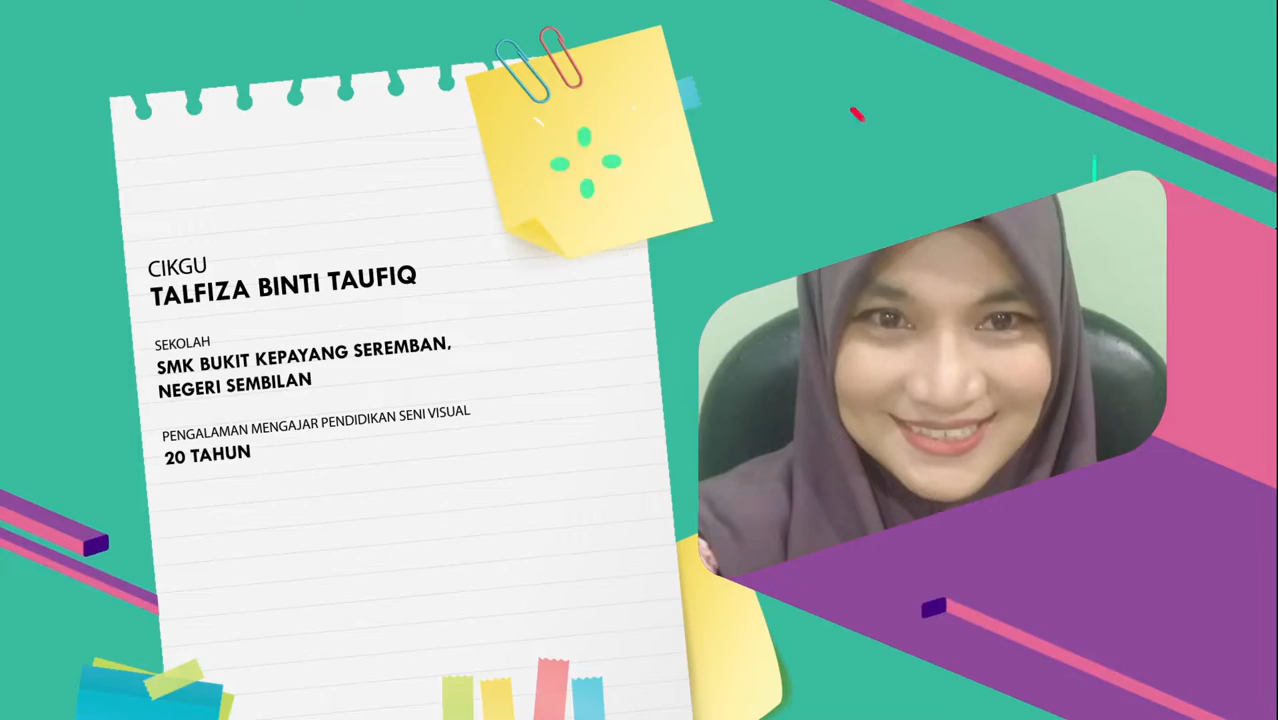 CIKGU
TALFIZA BINTI TAUFIQ
SEKOLAH
SMK BUKIT KEPAYANG SEREMBAN,
NEGERI SEMBILAN
PENGALAMAN MENGAJAR PENDIDIKAN SENI VISUAL
20 TAHUN